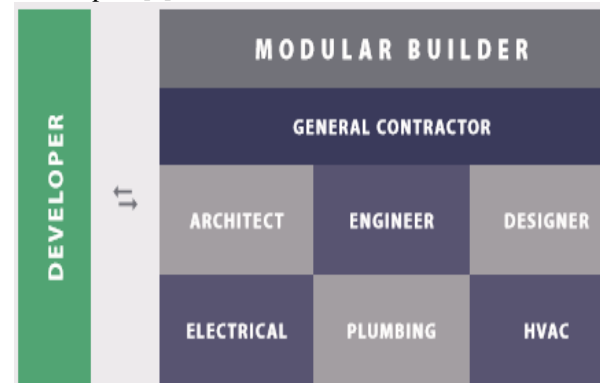 MODULAR BUILDER
DEVELOPER
GENERAL CONTRACTOR
ARCHITECT
ENGINEER
DESIGNER
ELECTRICAL
PLUMBING
HVAC